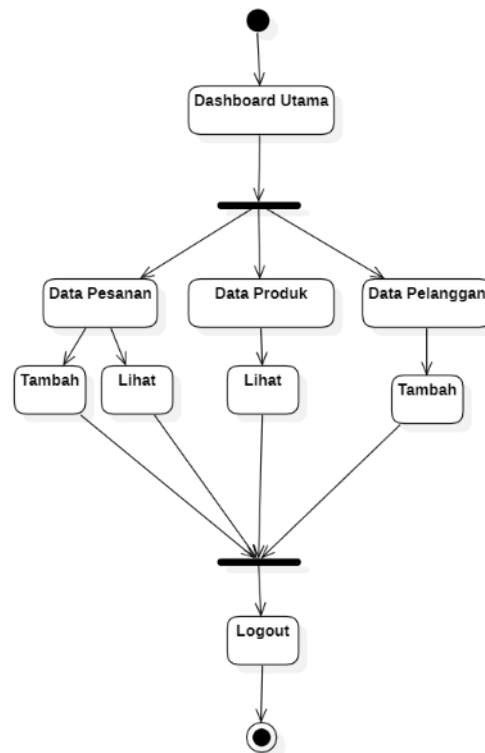 Dashboard Utama
Data Pesanan
Data Produk
Data Pelanggan
Tambah
Lihat
Lihat
Tambah
Logout